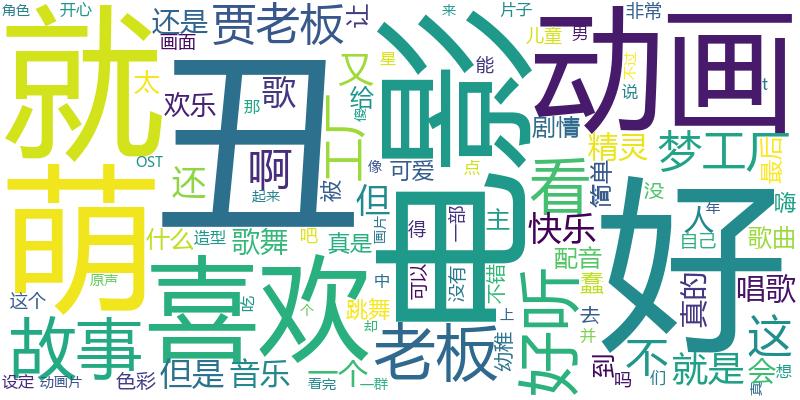 角色
开心
还是
贾老板
让
来
片子
非常
就
画面
丑
电影
动画
太
又
星
能
儿童
男
说
不过
t
欢乐
那
歌
给
剧情
工厂
OST
啊
像
可爱
点
看
精灵
梦工厂
最后
萌
还
起来
被
但
简单
没
人
年
嗨
什么
造型
歌舞
吧
真是
画片
得
一部
主
快乐
自己
歌曲
好
配音
原声
喜欢
中
可以
没有
不错
好听
蠢
真的
唱歌
这个
吃
个
跳舞
却
上
去
并
这
故事
老板
幼稚
到
不
就是
会
设定
动画片
色彩
但是
音乐
一个
看完
一群
吗
们
真
想